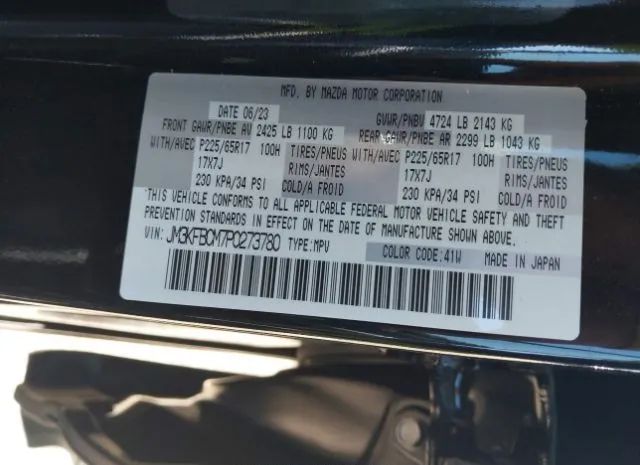 MFD. BY MAZDA MOTOR CORPORATION
DATE 06/23 GVWR/PNBV 4724 LB 2143 KG
FRONT GAWR/PNBE AV 2425 LB 1100 KG REAR GAWR/PNBE AR 2299 LB 1043 KG
WITH/AVEC P225/65R17 100H TIRES/PNEUS WITH/AVEC P225/65R17 100H TIRES/PNEUS
17X7J RIMS/JANTES 17X7J RIMS/JANTES
230 KPA/34 PSI COLD/A FROID 230 KPA/34 PSI COLD/A FROID
THIS VEHICLE CONFORMS TO ALL APPLICABLE FEDERAL MOTOR VEHICLE SAFETY AND THEFT
PREVENTION STANDARDS IN EFFECT ON THE DATE OF MANUFACTURE SHOWN ABOVE.
VIN: JM3KFBCM7P0273780 TYPE: MPV COLOR CODE: 41W MADE IN JAPAN